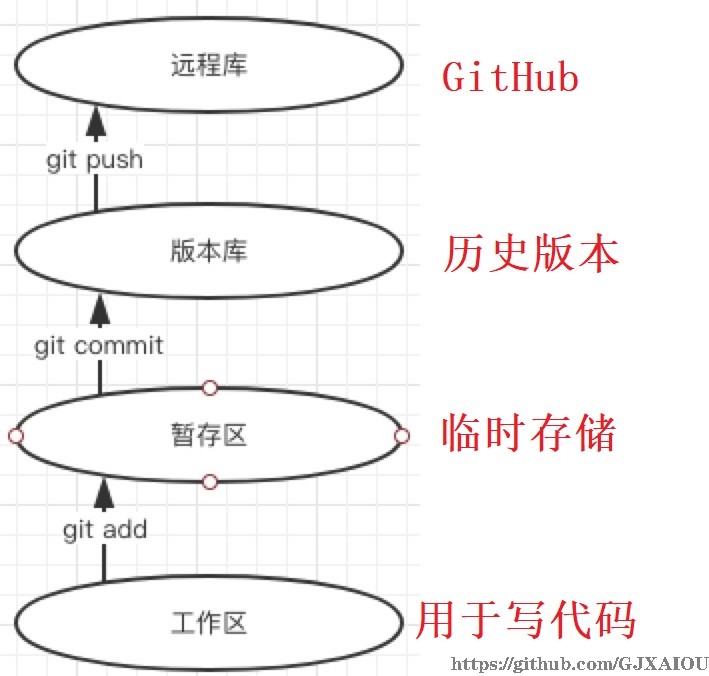 远程库
GitHub
git push
版本库
历史版本
git commit
暂存区
临时存储
git add
工作区
用于写代码
https://github.com/GJXAIOU